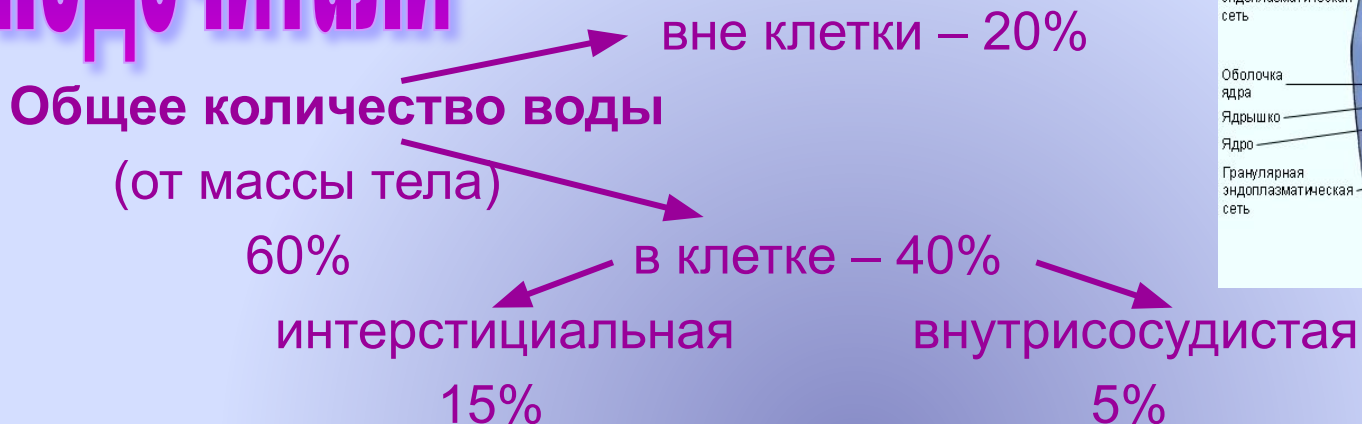 вне клетки – 20%
Общее количество воды
(от массы тела)
60%
в клетке – 40%
интерстициальная
внутрисосудистая
15%
5%
сеть
Оболочка
ядра
Ядрышко
Ядро
Гранулярная
эндоплазматическая
сеть